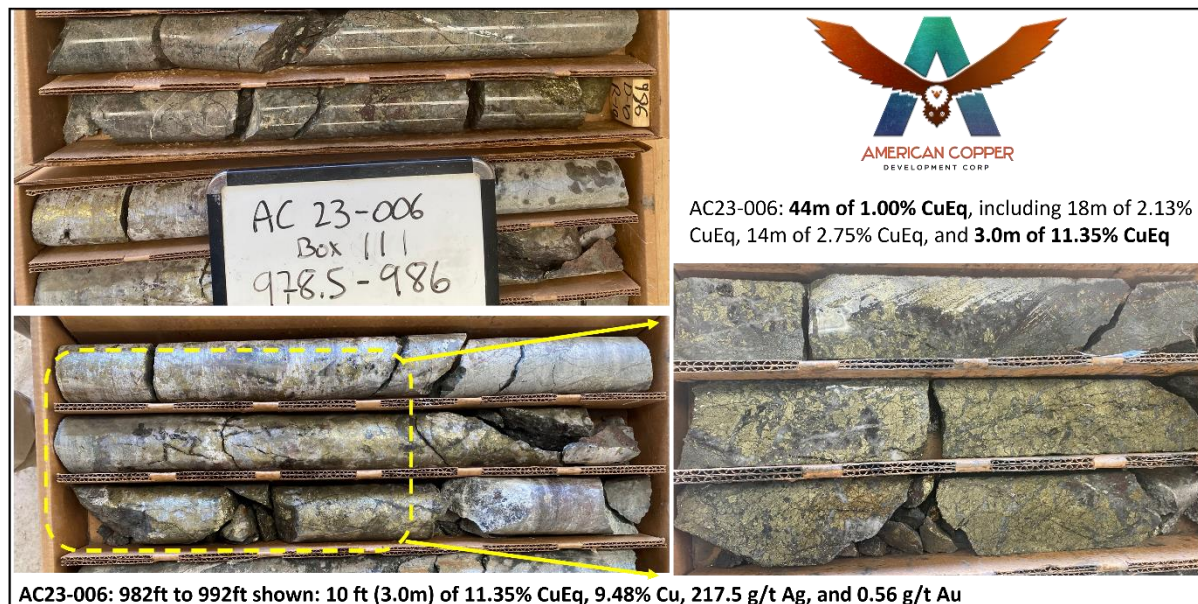 986
AC 23-006
Box 111
978.5-986
AMERICAN COPPER
DEVELOPMENT CORP
AC23-006: 44m of 1.00% CuEq, including 18m of 2.13%
CuEq, 14m of 2.75% CuEq, and 3.0m of 11.35% CuEq
AC23-006: 982ft to 992ft shown: 10 ft (3.0m) of 11.35% CuEq, 9.48% Cu, 217.5 g/t Ag, and 0.56 g/t Au